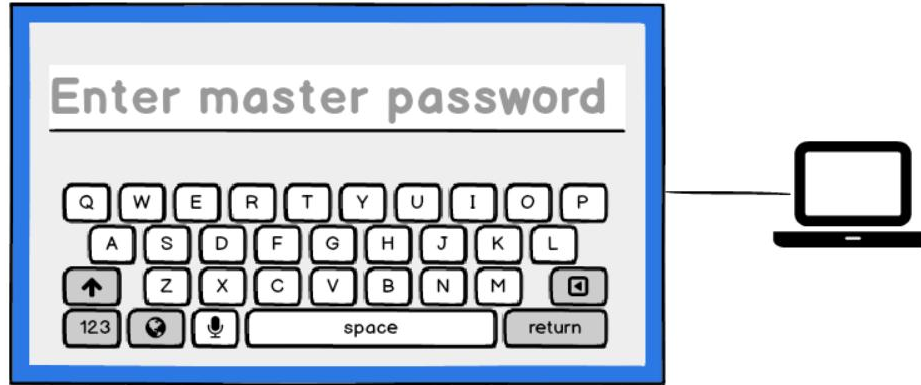 Enter master password
Q W E R T Y U I O P
A S D F G H J K L
Z X C V B N M
123 space return